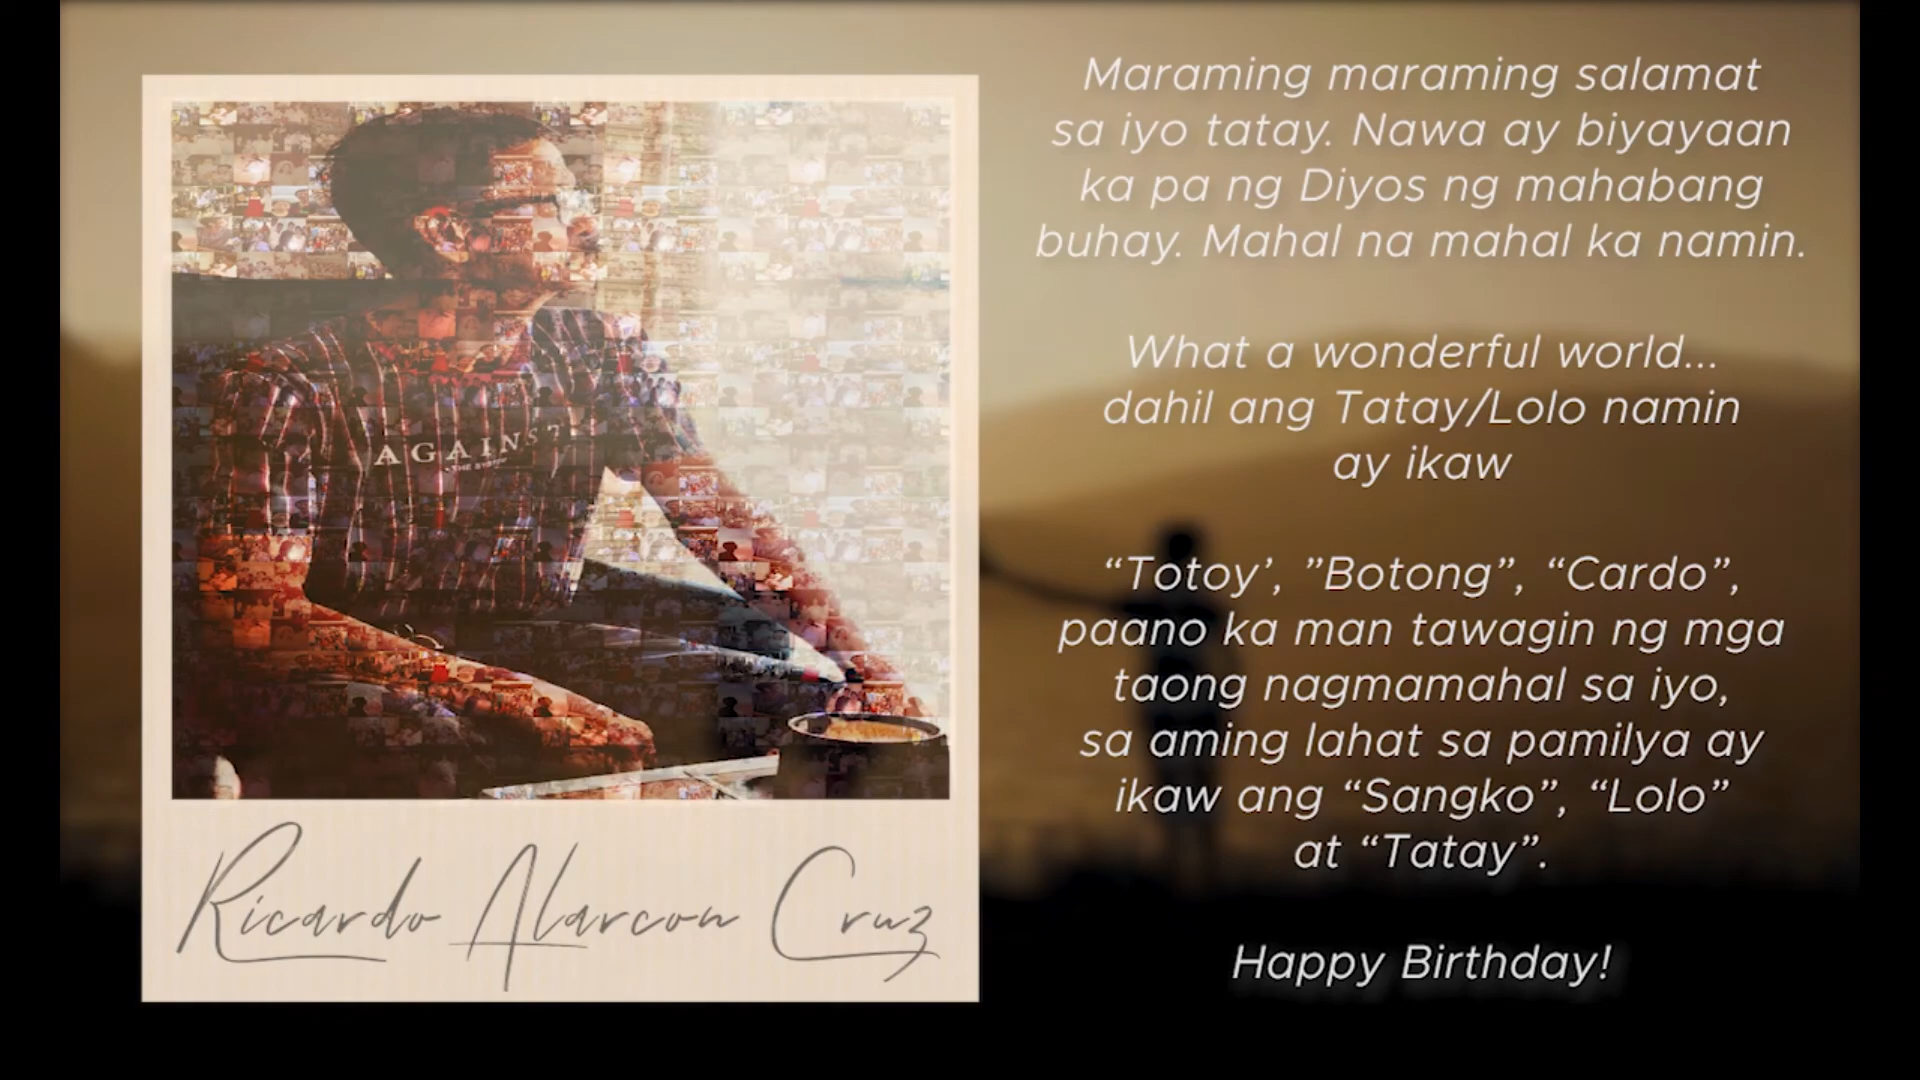 AGAINST
Ricardo Alarcon Cruz
Maraming maraming salamat
sa iyo tatay. Nawa ay biyayaan
ka pa ng Diyos ng mahabang
buhay. Mahal na mahal ka namin.
What a wonderful world...
dahil ang Tatay/Lolo namin
ay ikaw
“Totoy’, ”Botong”, “Cardo”,
paano ka man tawagin ng mga
taong nagmamahal sa iyo,
sa aming lahat sa pamilya ay
ikaw ang “Sangko”, “Lolo”
at “Tatay”.
Happy Birthday!